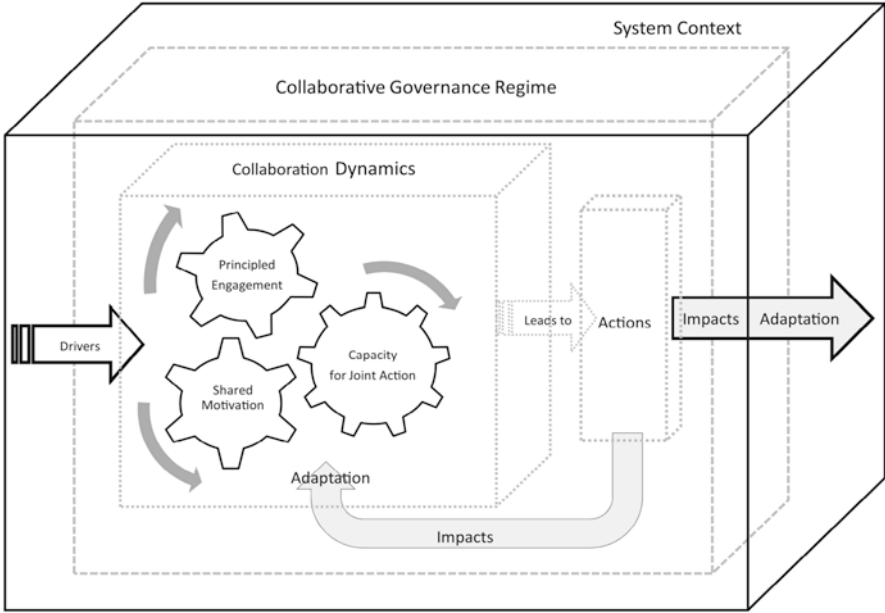 System Context
Collaborative Governance Regime
Collaboration Dynamics
Principled
Engagement
Drivers
Shared
Motivation
Capacity
for Joint Action
Leads to
Actions
Impacts
Adaptation
Adaptation
Impacts